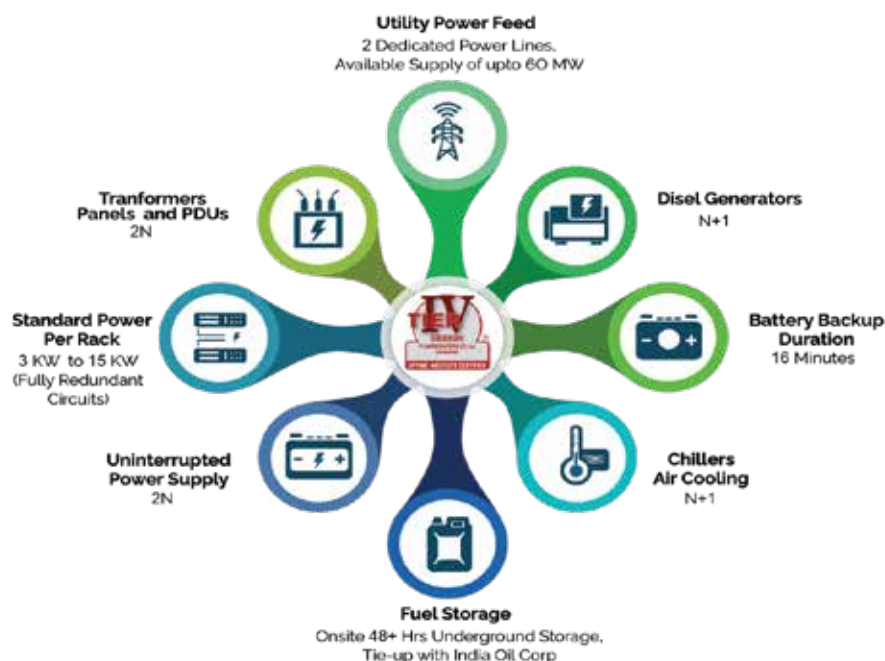 Utility Power Feed
2 Dedicated Power Lines,
Available Supply of upto 60 MW
Tranformers
Panels and PDUs
2N
Disel Generators
N+1
Standard Power
Per Rack
3 KW to 15 KW
(Fully Redundant
Circuits)
TIER
IV
Battery Backup
Duration
16 Minutes
Uninterrupted
Power Supply
2N
Chillers
Air Cooling
N+1
Fuel Storage
Onsite 48+ Hrs Underground Storage,
Tie-up with India Oil Corp